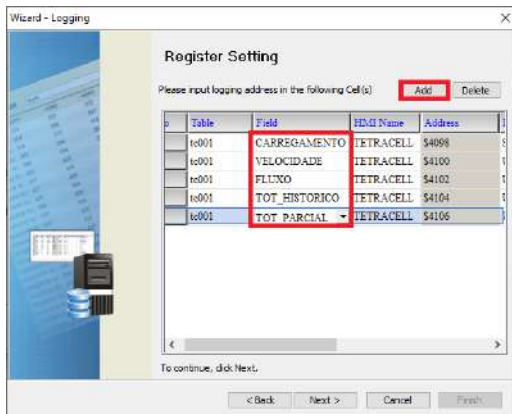 Wizard - Logging
Register Setting
Please input logging address in the following Cell(s) Add Delete
Table Field HMI Name Address
tc001 CARREGAMENTO TETRACELL $4098
tc001 VELOCIDADE TETRACELL $4100
tc001 FLUXO TETRACELL $4102
tc001 TOT_HISTORICO TETRACELL $4104
tc001 TOT_PARCIAL TETRACELL $4106
To continue, click Next.
< Back Next > Cancel Finish